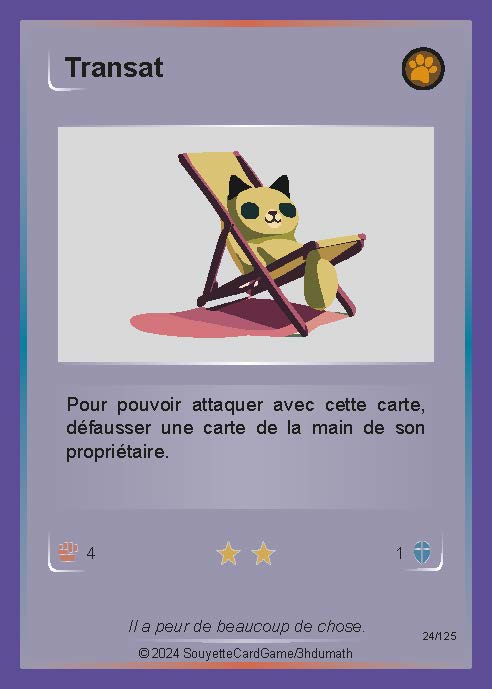 Transat
Pour pouvoir attaquer avec cette carte,
défausser une carte de la main de son
propriétaire.
4
1
Il a peur de beaucoup de chose.
24/125
©2024 SouyetteCardGame/3hdumath